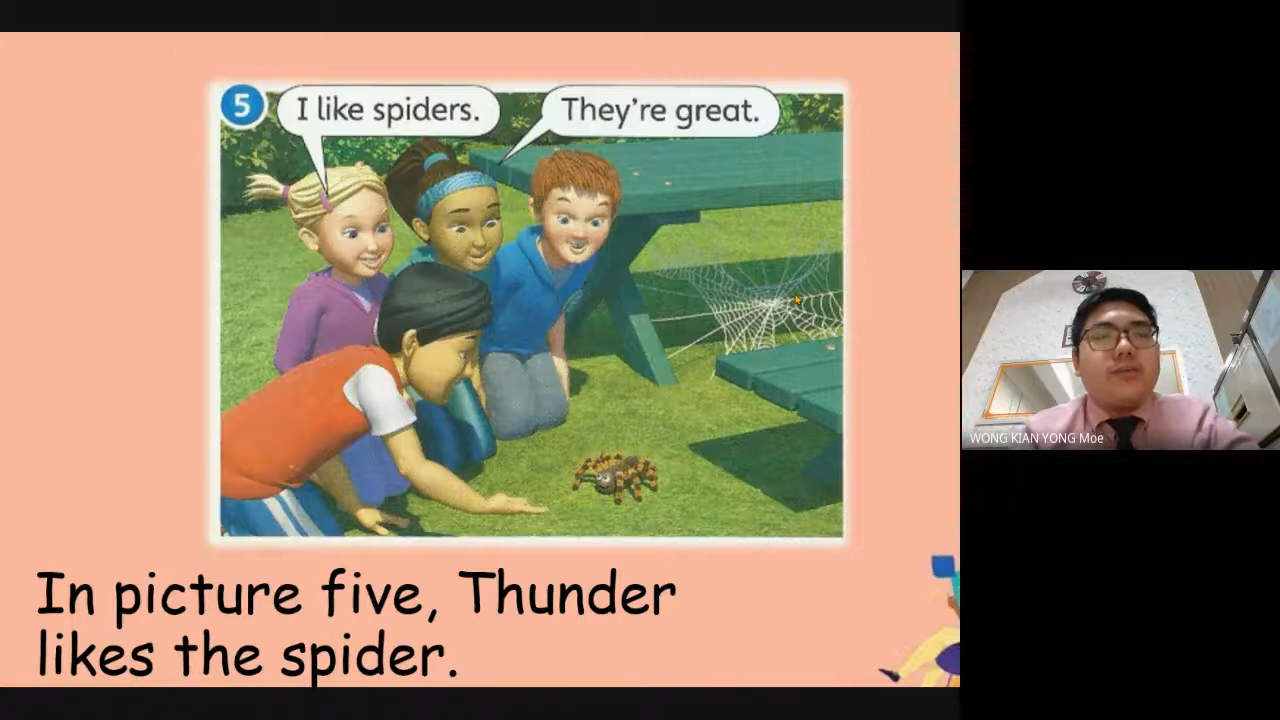 5
I like spiders.
They're great.
In picture five, Thunder
likes the spider.
WONG KIAN YONG Moe